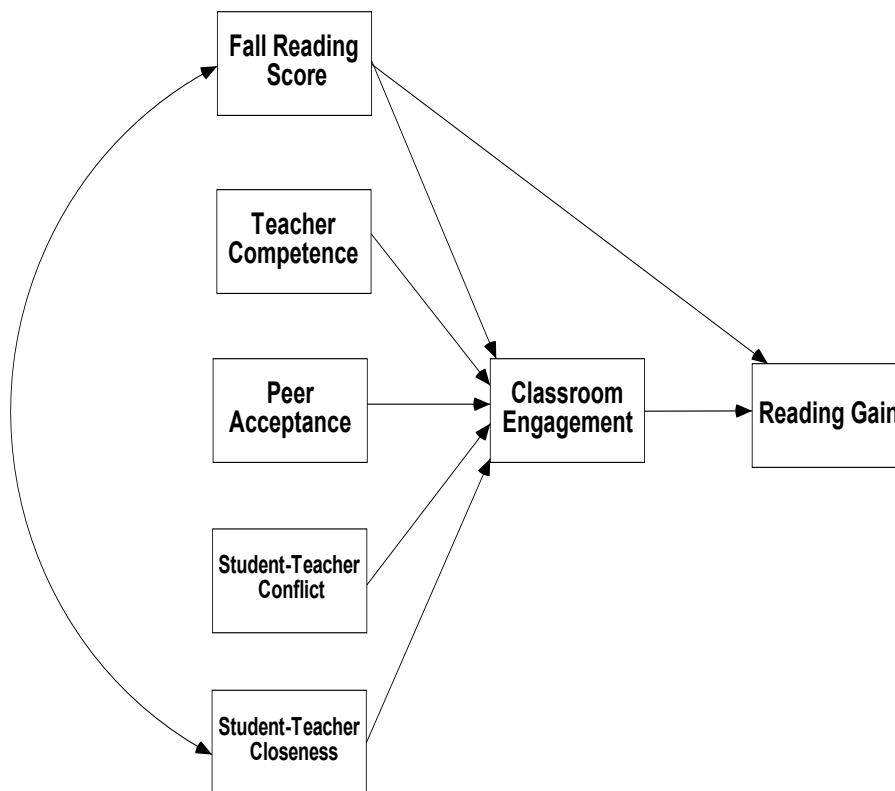 Fall Reading
Score
Teacher
Competence
Peer
Acceptance
Classroom
Engagement
Reading Gain
Student-Teacher
Conflict
Student-Teacher
Closeness